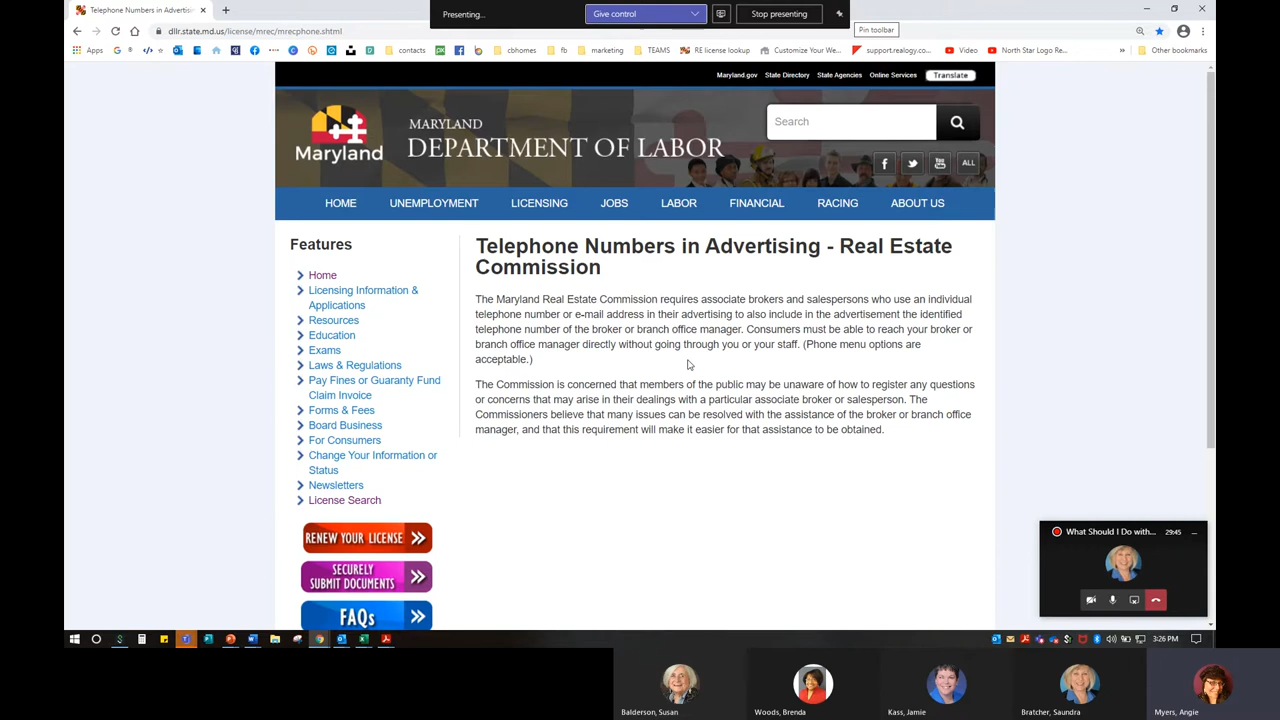 Presenting...
Give control
Stop presenting
Pin toolbar
Telephone Numbers in Advertisi
dllr.state.md.us/license/mrec/mrecphone.shtml
Apps
contacts
cbhomes
fb
marketing
TEAMS
RE license lookup
Customize Your We...
support.realogy.co...
Video
North Star Logo Re...
Other bookmarks
Maryland.gov State Directory State Agencies Online Services Translate
Maryland
MARYLAND
DEPARTMENT OF LABOR
Search
You
ALL
HOME UNEMPLOYMENT LICENSING JOBS LABOR FINANCIAL RACING ABOUT US
Features
Home
Licensing Information &
Applications
Resources
Education
Exams
Laws & Regulations
Pay Fines or Guaranty Fund
Claim Invoice
Forms & Fees
Board Business
For Consumers
Change Your Information or
Status
Newsletters
License Search
RENEW YOUR LICENSE
SECURELY
SUBMIT DOCUMENTS
FAQs
Telephone Numbers in Advertising - Real Estate
Commission
The Maryland Real Estate Commission requires associate brokers and salespersons who use an individual
telephone number or e-mail address in their advertising to also include in the advertisement the identified
telephone number of the broker or branch office manager. Consumers must be able to reach your broker or
branch office manager directly without going through you or your staff. (Phone menu options are
acceptable.)
The Commission is concerned that members of the public may be unaware of how to register any questions
or concerns that may arise in their dealings with a particular associate broker or salesperson. The
Commissioners believe that many issues can be resolved with the assistance of the broker or branch office
manager, and that this requirement will make it easier for that assistance to be obtained.
What Should I Do with...
29:45
3:26 PM
Balderson, Susan
Woods, Brenda
Kass, Jamie
Bratcher, Saundra
Myers, Angie